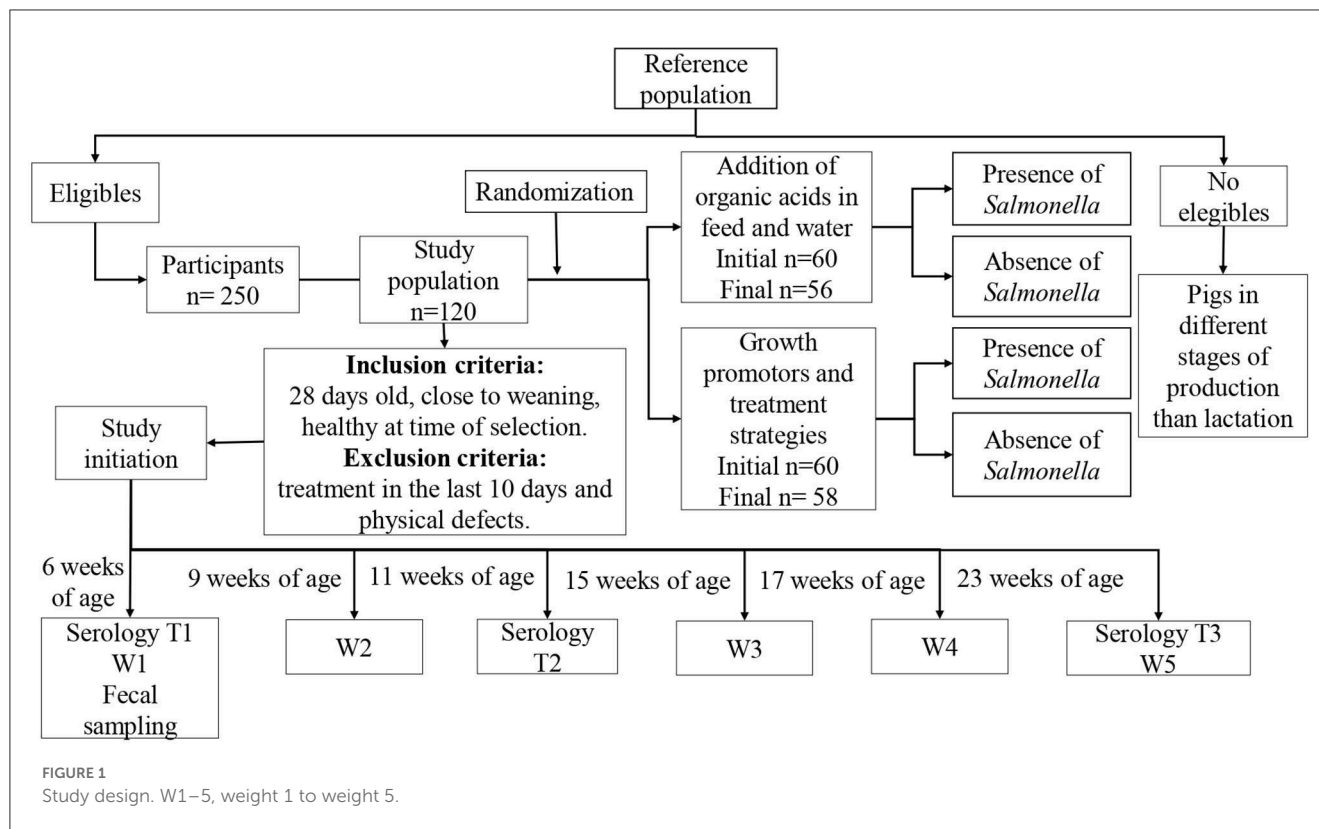 Reference
population
Eligibles
Participants
n= 250
Study
population
n=120
Randomization
Addition of
organic acids in
feed and water
Initial n=60
Final n=56
Presence of
Salmonella
Absence of
Salmonella
Growth
promotors and
treatment
strategies
Initial n=60
Final n= 58
Presence of
Salmonella
Absence of
Salmonella
No
elegibles
Pigs in
different
stages of
production
than lactation
Inclusion criteria:
28 days old, close to weaning,
healthy at time of selection.
Exclusion criteria:
treatment in the last 10 days and
physical defects.
Study
initiation
6 weeks
of age
9 weeks of age
11 weeks of age
15 weeks of age
17 weeks of age
23 weeks of age
Serology T1
W1
Fecal
sampling
W2
Serology
T2
W3
W4
Serology T3
W5
FIGURE 1
Study design. W1–5, weight 1 to weight 5.